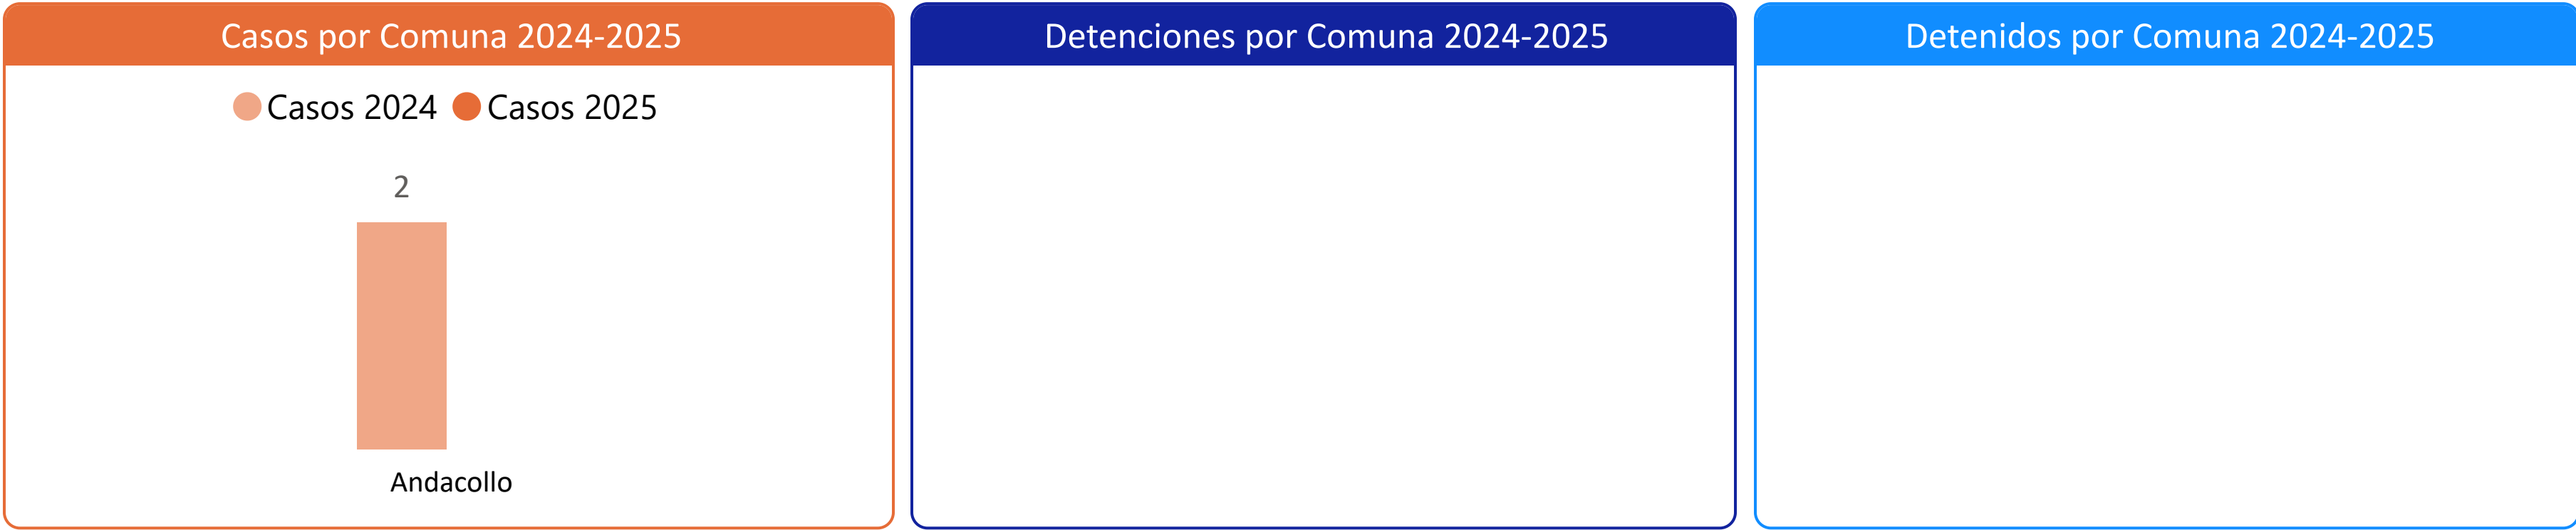 Casos por Comuna 2024-2025
Casos 2024 Casos 2025
2
Andacollo
Detenciones por Comuna 2024-2025
Detenidos por Comuna 2024-2025